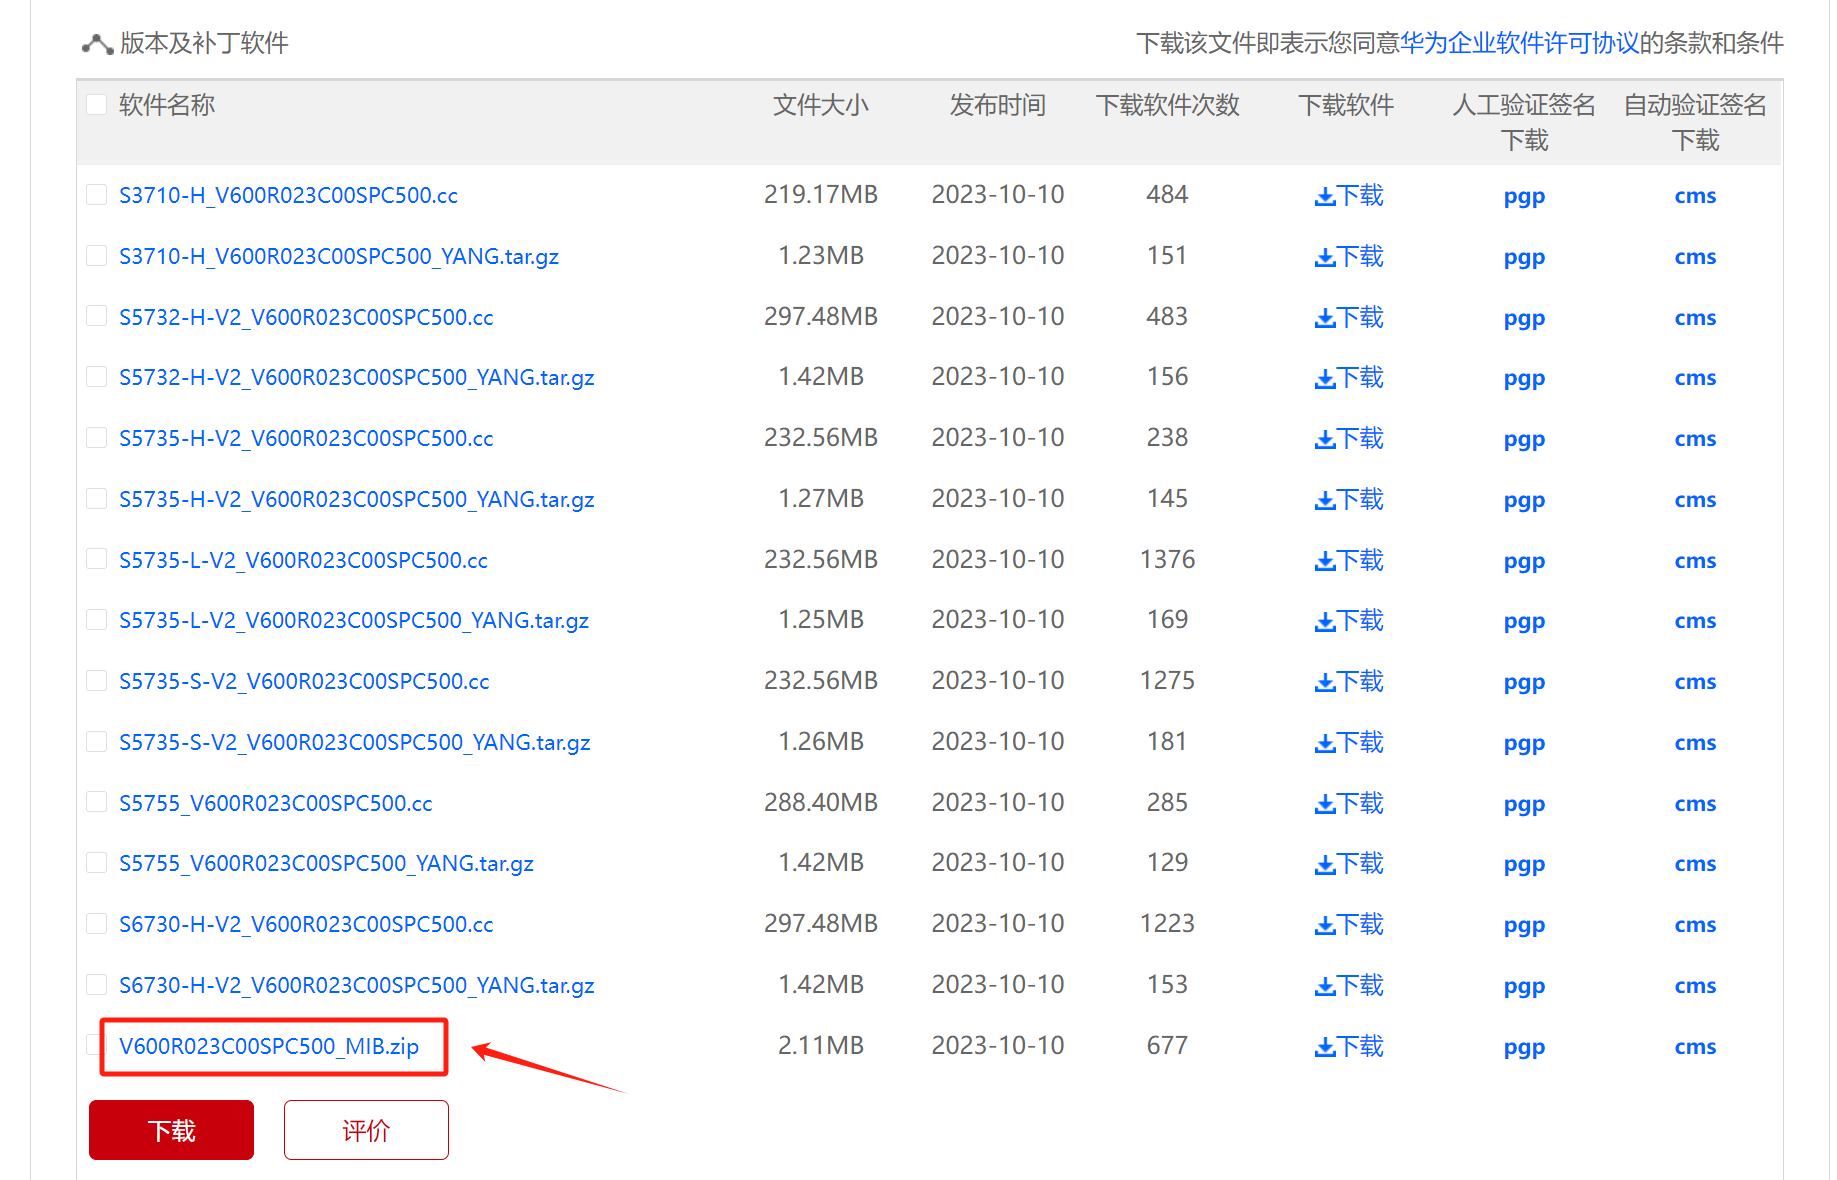 版本及补丁软件 下载该文件即表示您同意华为企业软件许可协议的条款和条件
软件名称 文件大小 发布时间 下载软件次数 下载软件 人工验证签名下载 自动验证签名下载
S3710-H_V600R023C00SPC500.cc 219.17MB 2023-10-10 484 下载 pgp cms
S3710-H_V600R023C00SPC500_YANG.tar.gz 1.23MB 2023-10-10 151 下载 pgp cms
S5732-H-V2_V600R023C00SPC500.cc 297.48MB 2023-10-10 483 下载 pgp cms
S5732-H-V2_V600R023C00SPC500_YANG.tar.gz 1.42MB 2023-10-10 156 下载 pgp cms
S5735-H-V2_V600R023C00SPC500.cc 232.56MB 2023-10-10 238 下载 pgp cms
S5735-H-V2_V600R023C00SPC500_YANG.tar.gz 1.27MB 2023-10-10 145 下载 pgp cms
S5735-L-V2_V600R023C00SPC500.cc 232.56MB 2023-10-10 1376 下载 pgp cms
S5735-L-V2_V600R023C00SPC500_YANG.tar.gz 1.25MB 2023-10-10 169 下载 pgp cms
S5735-S-V2_V600R023C00SPC500.cc 232.56MB 2023-10-10 1275 下载 pgp cms
S5735-S-V2_V600R023C00SPC500_YANG.tar.gz 1.26MB 2023-10-10 181 下载 pgp cms
S5755_V600R023C00SPC500.cc 288.40MB 2023-10-10 285 下载 pgp cms
S5755_V600R023C00SPC500_YANG.tar.gz 1.42MB 2023-10-10 129 下载 pgp cms
S6730-H-V2_V600R023C00SPC500.cc 297.48MB 2023-10-10 1223 下载 pgp cms
S6730-H-V2_V600R023C00SPC500_YANG.tar.gz 1.42MB 2023-10-10 153 下载 pgp cms
V600R023C00SPC500_MIB.zip 2.11MB 2023-10-10 677 下载 pgp cms
下载 评价